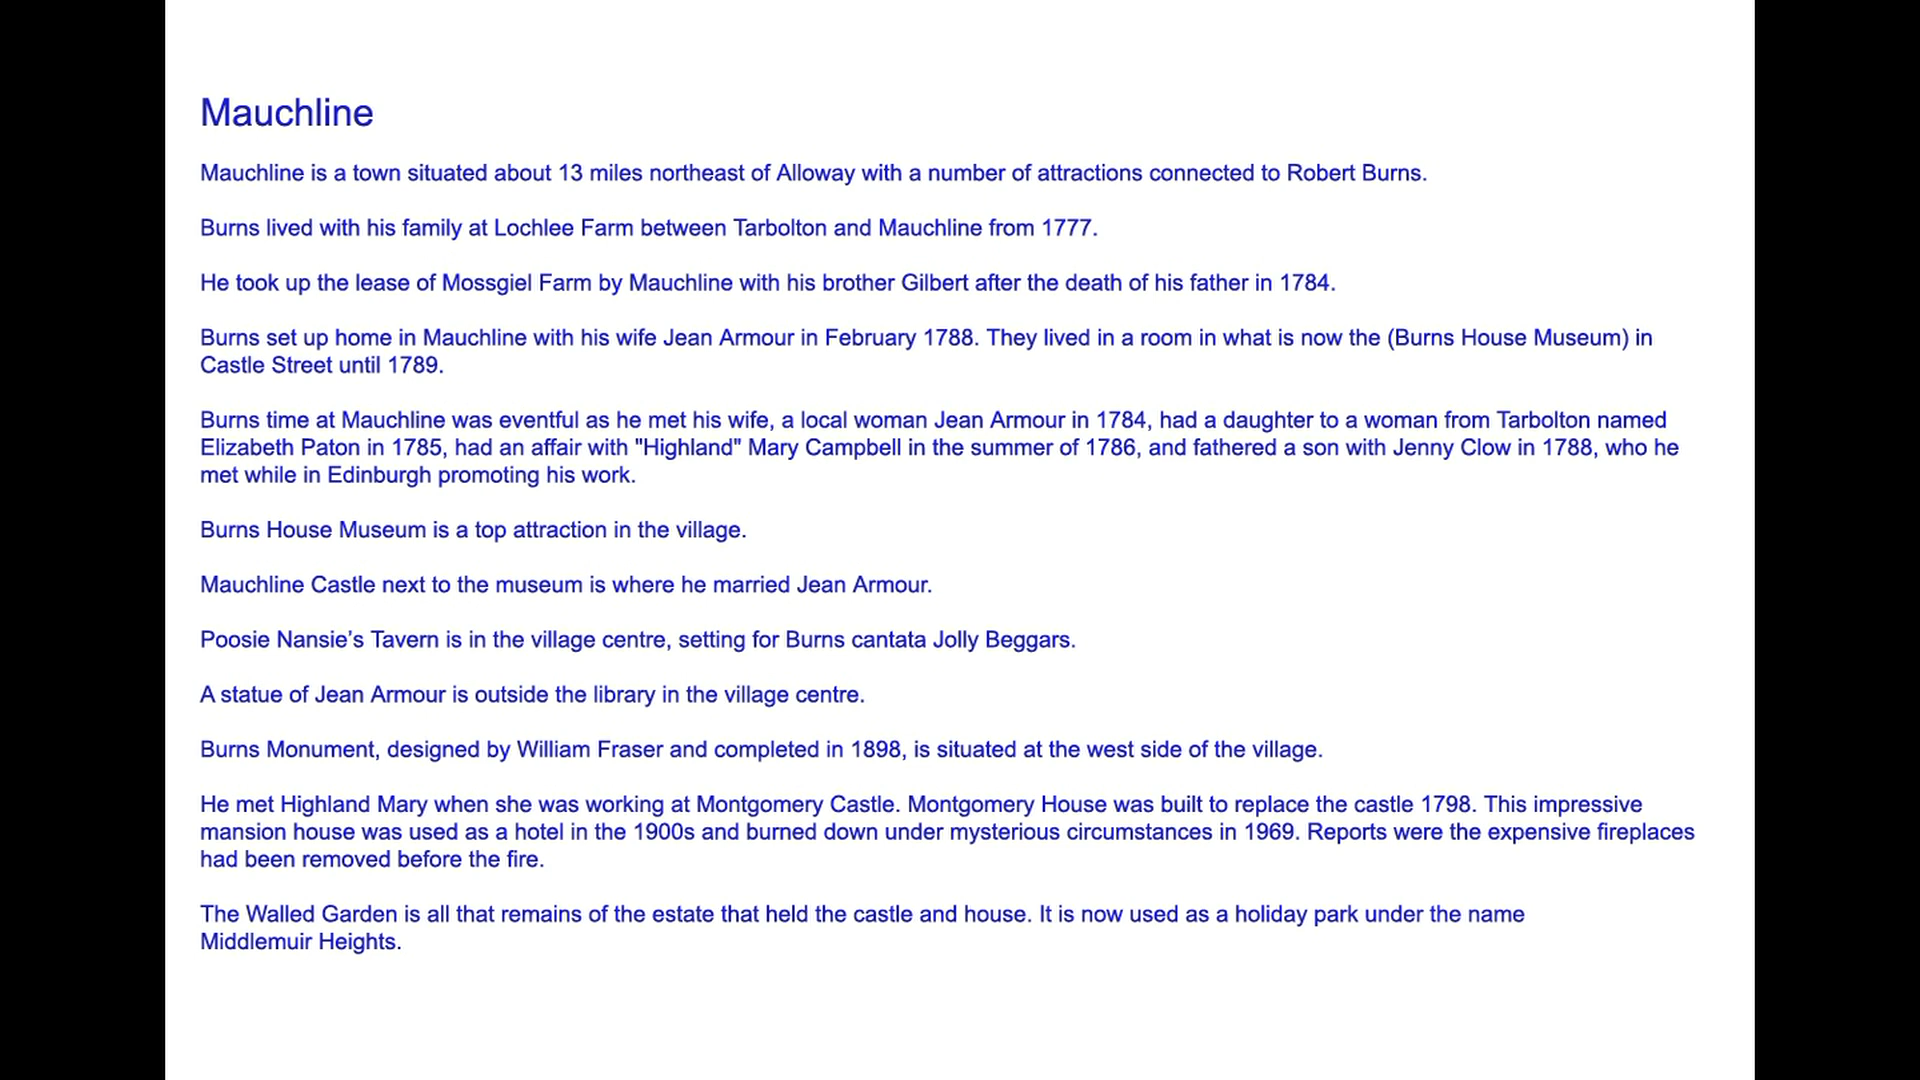 Mauchline
Mauchline is a town situated about 13 miles northeast of Alloway with a number of attractions connected to Robert Burns.
Burns lived with his family at Lochlee Farm between Tarbolton and Mauchline from 1777.
He took up the lease of Mossgiel Farm by Mauchline with his brother Gilbert after the death of his father in 1784.
Burns set up home in Mauchline with his wife Jean Armour in February 1788. They lived in a room in what is now the (Burns House Museum) in
Castle Street until 1789.
Burns time at Mauchline was eventful as he met his wife, a local woman Jean Armour in 1784, had a daughter to a woman from Tarbolton named
Elizabeth Paton in 1785, had an affair with "Highland" Mary Campbell in the summer of 1786, and fathered a son with Jenny Clow in 1788, who he
met while in Edinburgh promoting his work.
Burns House Museum is a top attraction in the village.
Mauchline Castle next to the museum is where he married Jean Armour.
Poosie Nansie’s Tavern is in the village centre, setting for Burns cantata Jolly Beggars.
A statue of Jean Armour is outside the library in the village centre.
Burns Monument, designed by William Fraser and completed in 1898, is situated at the west side of the village.
He met Highland Mary when she was working at Montgomery Castle. Montgomery House was built to replace the castle 1798. This impressive
mansion house was used as a hotel in the 1900s and burned down under mysterious circumstances in 1969. Reports were the expensive fireplaces
had been removed before the fire.
The Walled Garden is all that remains of the estate that held the castle and house. It is now used as a holiday park under the name
Middlemuir Heights.